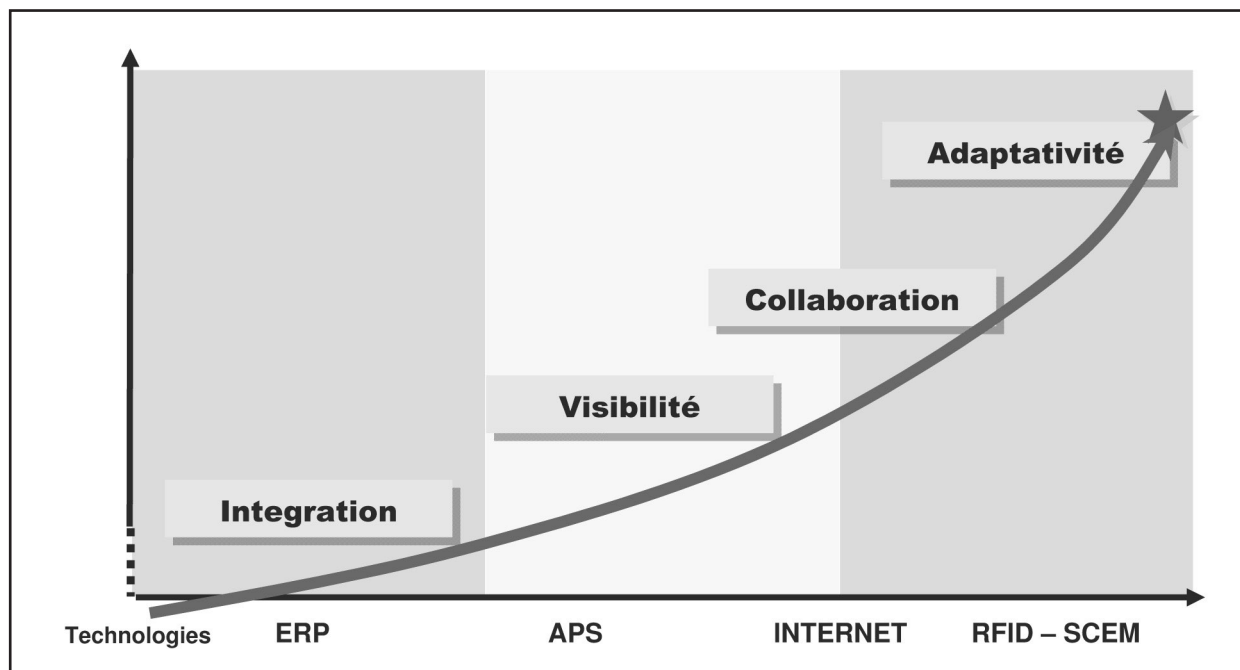 Adaptativité
Collaboration
Visibilité
Integration
Technologies ERP APS INTERNET RFID – SCEM